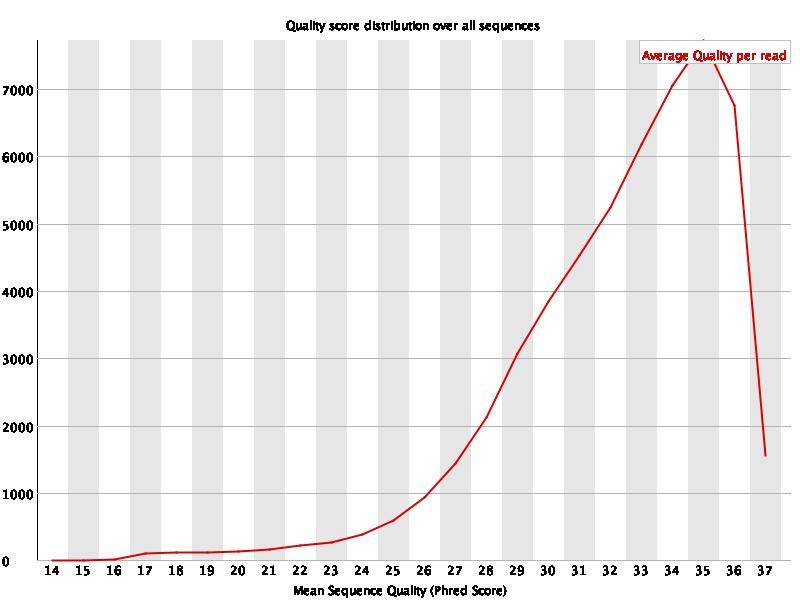 Quality score distribution over all sequences
Average Quality per read
7000
6000
5000
4000
3000
2000
1000
0
14 15 16 17 18 19 20 21 22 23 24 25 26 27 28 29 30 31 32 33 34 35 36 37
Mean Sequence Quality (Phred Score)